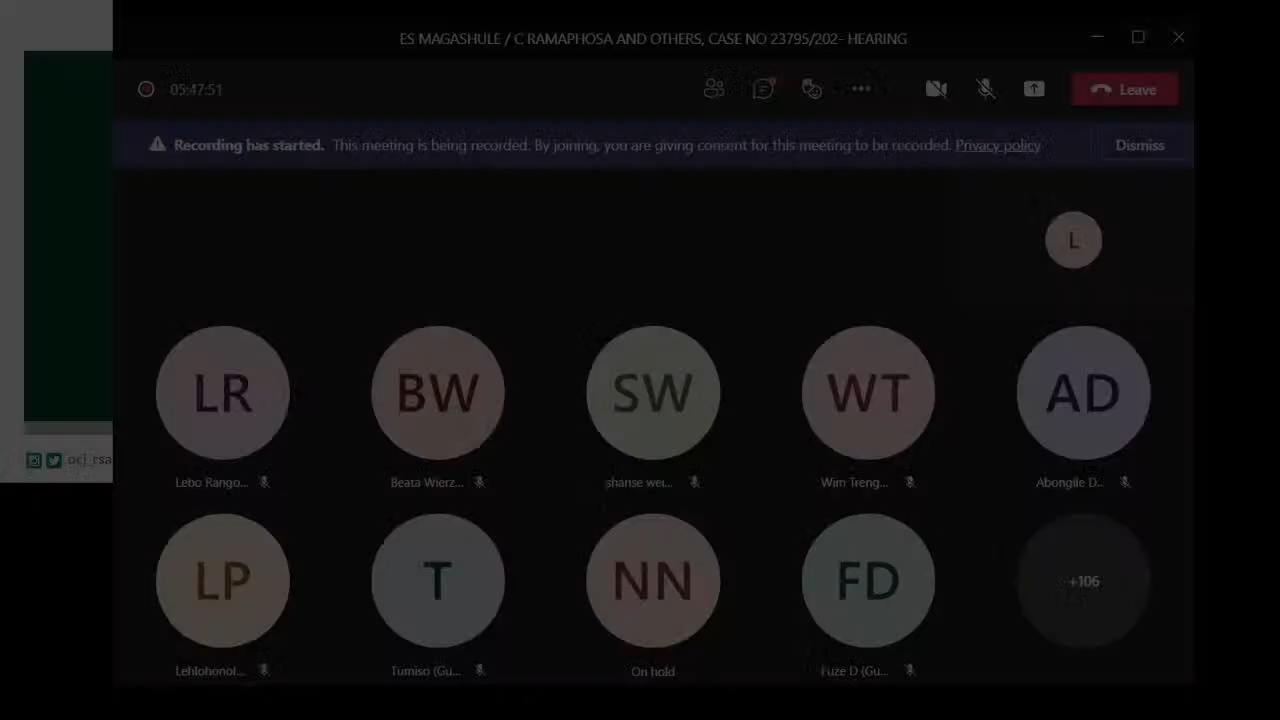 ES MAGASHULE / C RAMAPHOSA AND OTHERS, CASE NO 23795/202- HEARING
05:47:51
Leave
Recording has started. This meeting is being recorded. By joining, you are giving consent for this meeting to be recorded. Privacy policy
Dismiss
L
LR
BW
SW
WT
AD
ocj_rsa
Lebo Rango...
Beata Wierz...
shanse wei...
Wim Treng...
Abongile D...
LP
T
NN
FD
+106
Lehlohonol...
Tumiso (Gu...
On hold
Fuze D (Gu...